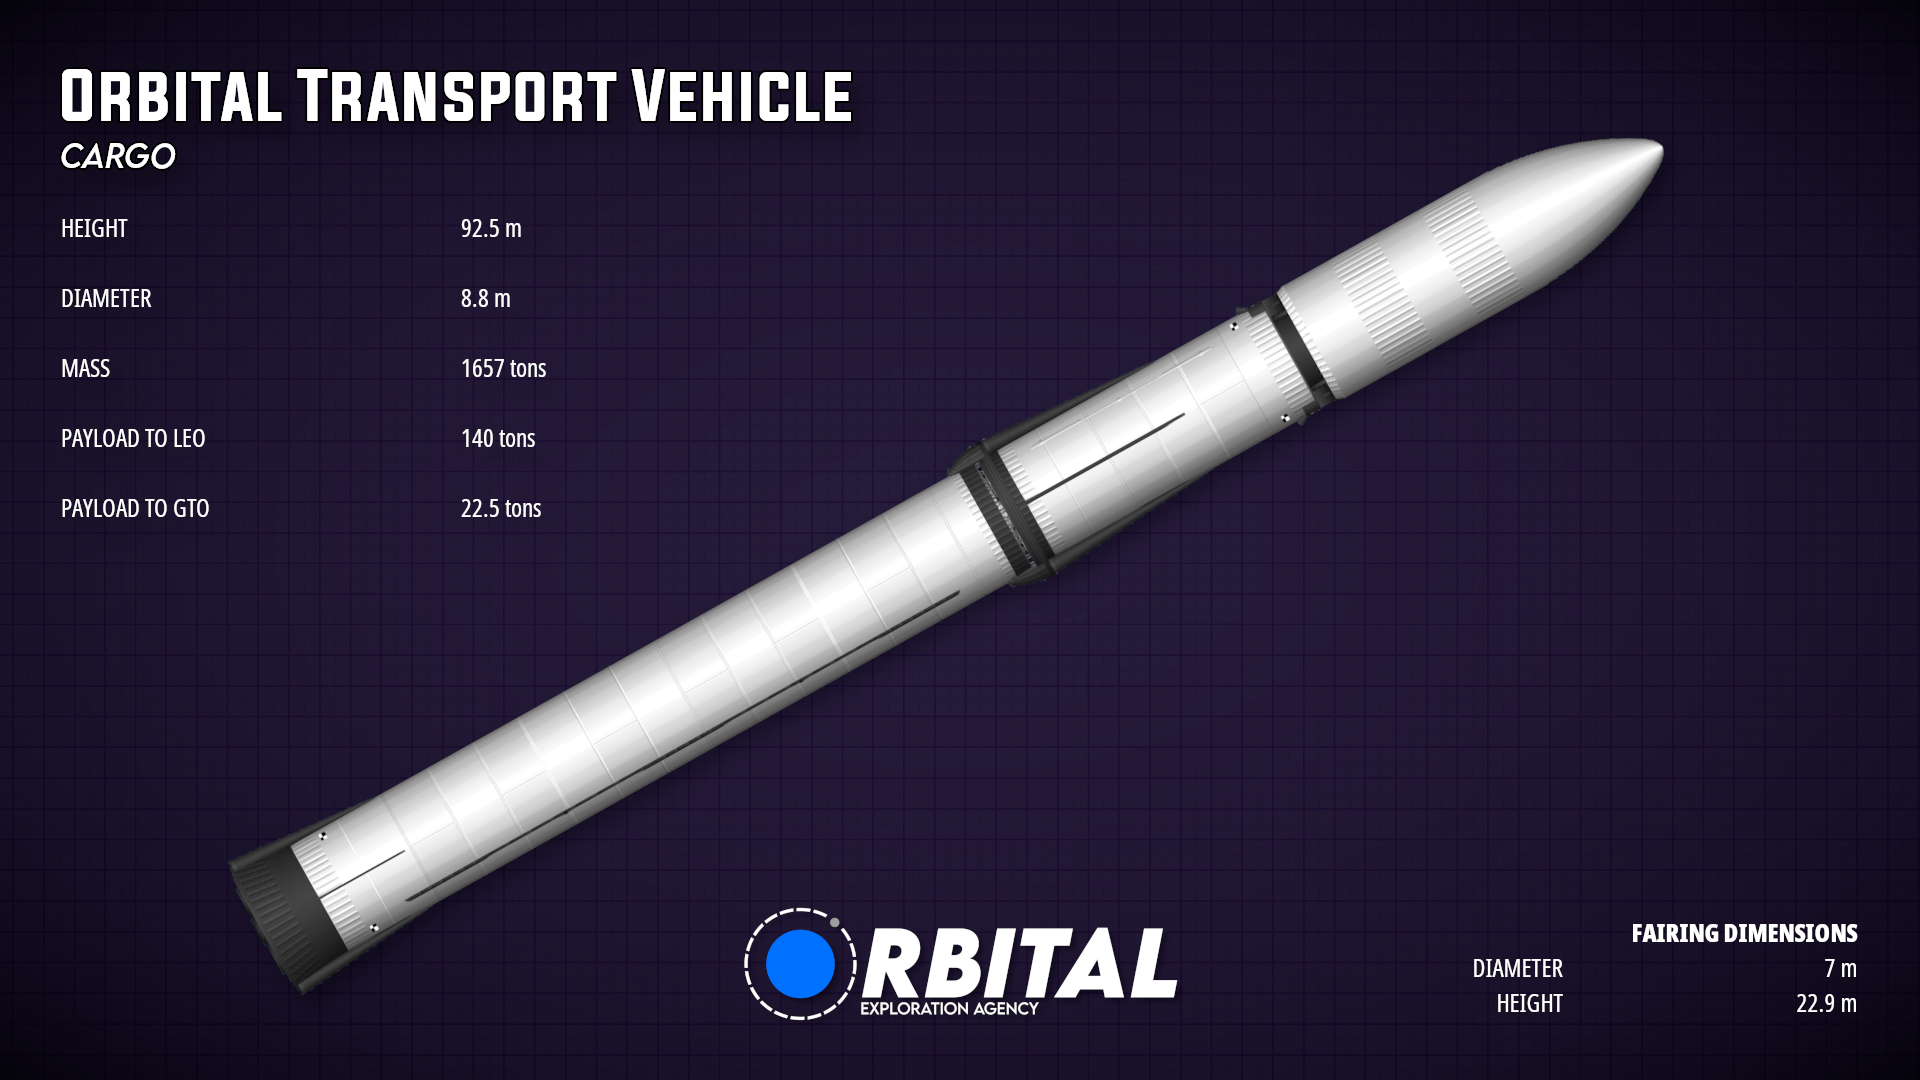 ORBITAL TRANSPORT VEHICLE
CARGO
HEIGHT 92.5 m
DIAMETER 8.8 m
MASS 1657 tons
PAYLOAD TO LEO 140 tons
PAYLOAD TO GTO 22.5 tons
ORBITAL
EXPLORATION AGENCY
FAIRING DIMENSIONS
DIAMETER 7 m
HEIGHT 22.9 m